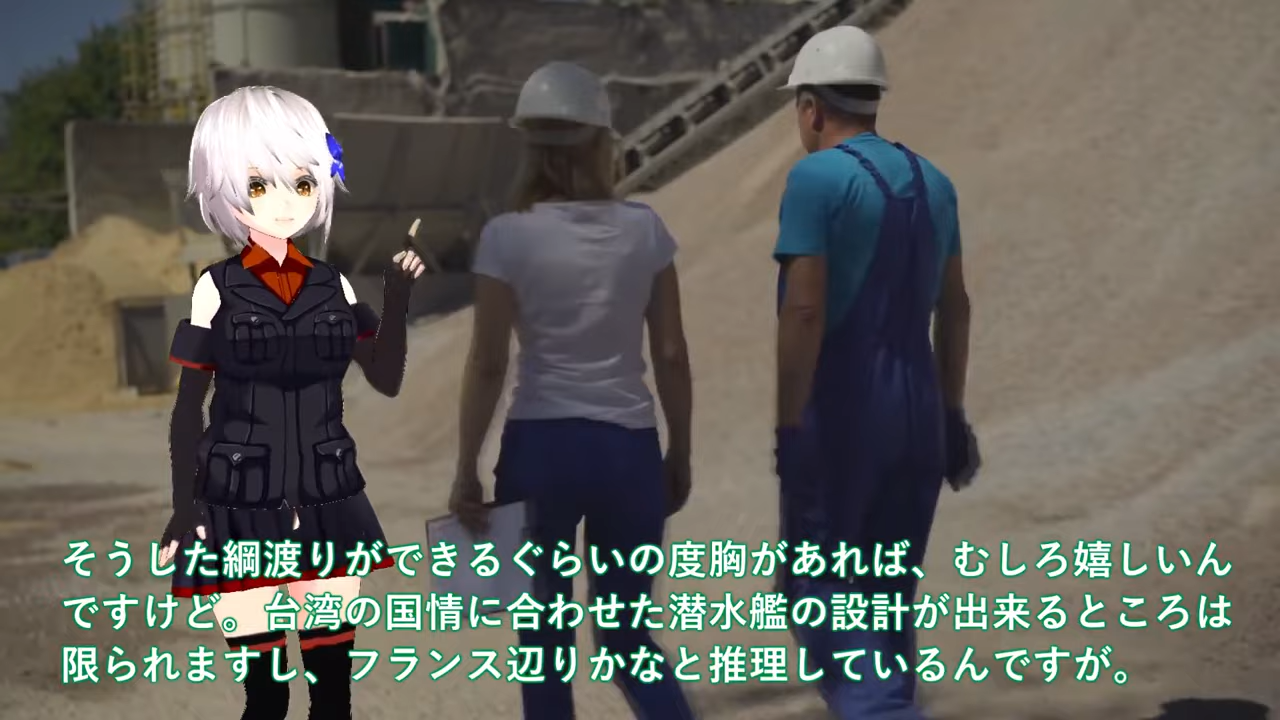 そうした綱渡りができるぐらいの度胸があれば、むしろ嬉しいん
ですけど。台湾の国情に合わせた潜水艦の設計が出来るところは
限られますし、フランス辺りかなと推理しているんですが。